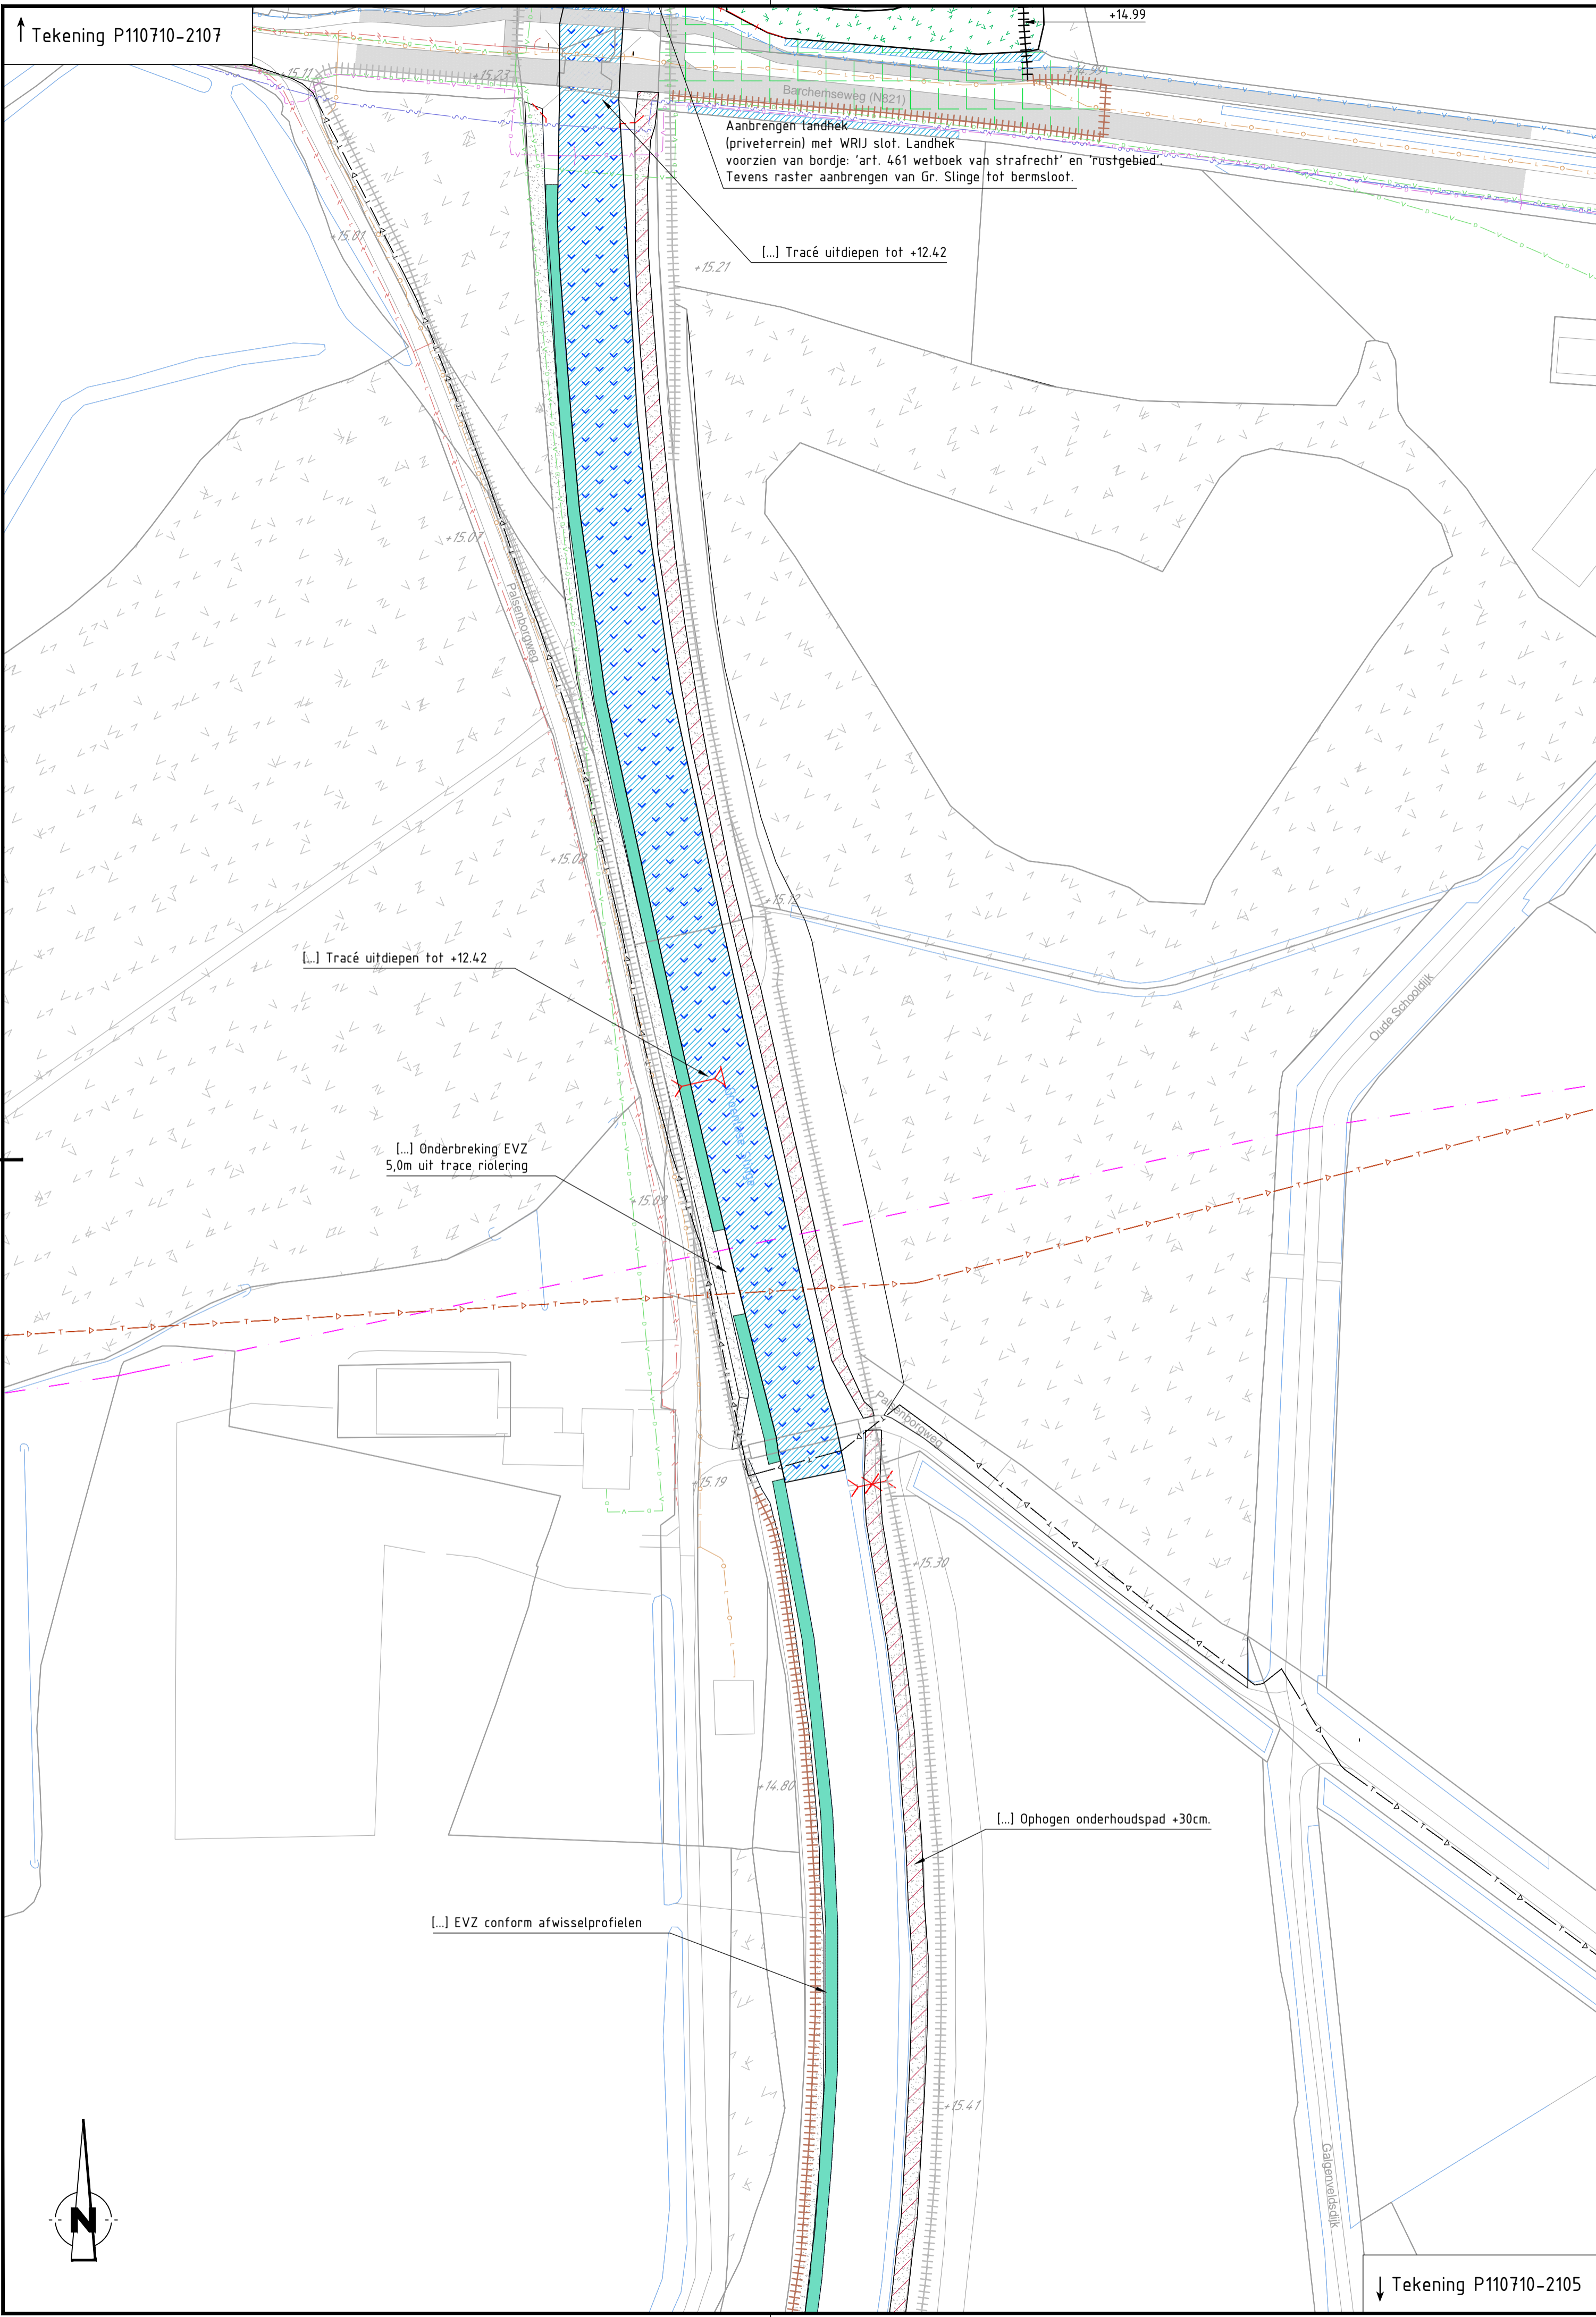 Tekening P110710-2107
+14.99
+15.11
+15.23
Barchemseweg (N821)
Aanbrengen landhek
(priveterrein) met WRIJ slot. Landhek
voorzien van bordje: 'art. 461 wetboek van strafrecht' en 'rustgebied'.
Tevens raster aanbrengen van Gr. Slinge tot bermsloot.
+15.01
[...] Tracé uitdiepen tot +12.42
+15.21
+15.07
Palsenborgweg
+15.12
[...] Tracé uitdiepen tot +12.42
Oude Schooldijk
[...] Onderbreking EVZ
5,0m uit trace riolering
+15.09
Palsenborgweg
+15.19
+15.30
+14.80
[...] Ophogen onderhoudspad +30cm.
[...] EVZ conform afwisselprofielen
+15.41
Galgenveldsdijk
N
Tekening P110710-2105